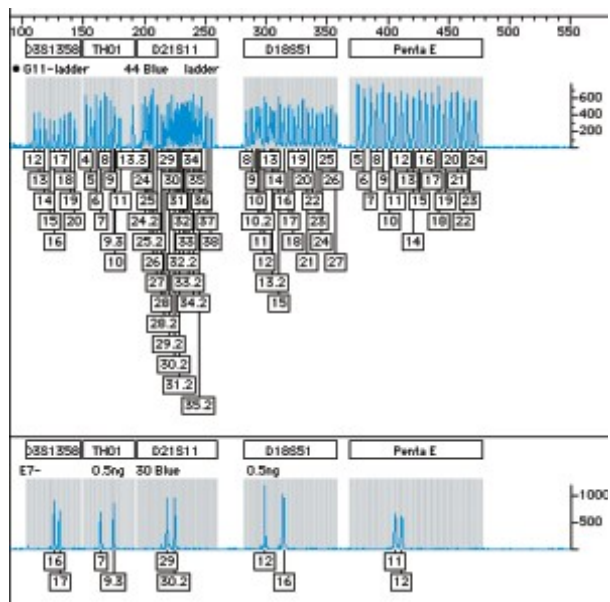 100 150 200 250 300 350 400 450 500 550
D3S1358 TH01 D21S11 D18S51 Penta E
G11-ladder 44 Blue ladder
600
400
200
12 17 4 8 13.3 29 34 8 13 19 25 5 8 12 16 20 24
13 18 5 9 24 30 35 9 14 20 26 6 9 13 17 21 23
14 19 6 11 25 31 36 10 16 22 7 11 15 19 22
15 20 7 24.2 32 37 10.2 17 23 10 18 22
16 9.3 25.2 33 38 11 18 24 14
10 26 32.2 12 21 27
27 33.2 13.2
28 34.2 15
28.2
29.2
30.2
31.2
35.2
D3S1358 TH01 D21S11 D18S51 Penta E
E7- 0.5ng 30 Blue 0.5ng
1000
500
16 7 29 12 11
17 9.3 30.2 16 12